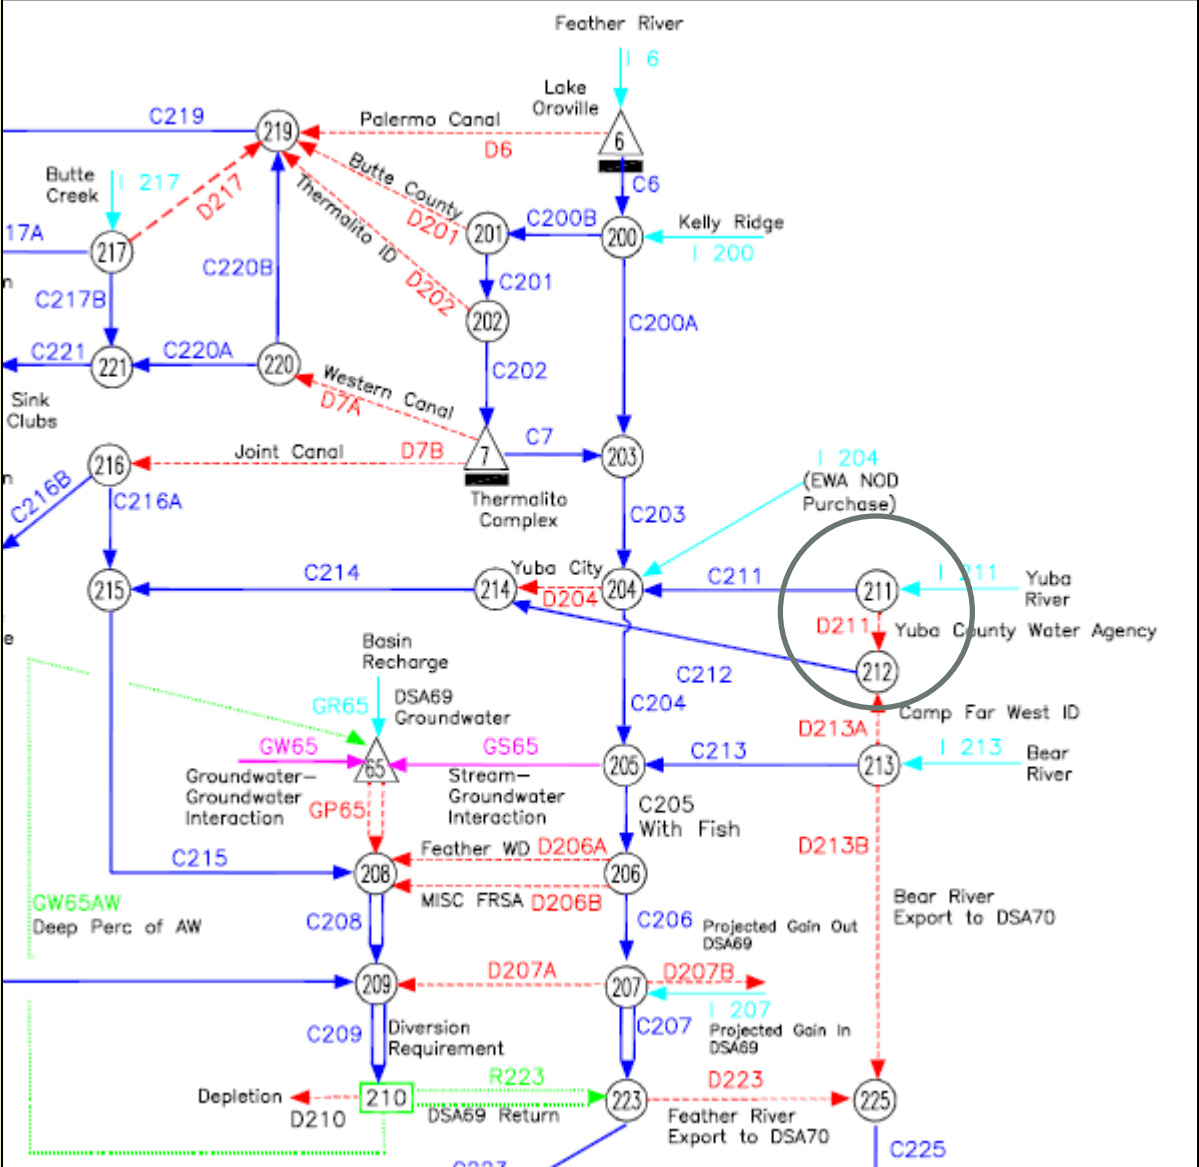 Feather River
I 6
Lake
Oroville
C219
219
Palermo Canal
D6
6
C6
Butte
Creek
I 217
D217
Butte County
D201
Thermalito ID
D202
201
C200B
200
Kelly Ridge
I 200
17A
217
C220B
C201
n
C217B
202
C200A
C221
221
C220A
220
Western Canal
D7A
C202
Sink
Clubs
Joint Canal
D7B
7
C7
203
216
n
C216B
C216A
Thermalito
Complex
C203
I 204
(EWA NOD
Purchase)
215
C214
214
Yuba City
D204
204
C211
211
I 211
Yuba
River
D211
Yuba County Water Agency
e
Basin
Recharge
212
C212
GR65
DSA69
Groundwater
C204
Camp Far West ID
D213A
GW65
65
GS65
205
C213
213
I 213
Bear
River
Groundwater-
Groundwater
Interaction
GP65
Stream-
Groundwater
Interaction
C205
With Fish
C215
208
Feather WD
D206A
206
D213B
MISC FRSA
D206B
GW65AW
Deep Perc of AW
C208
C206
Projected Gain Out
DSA69
Bear River
Export to DSA70
209
D207A
207
D207B
I 207
C209
Diversion
Requirement
C207
Projected Gain In
DSA69
Depletion
D210
210
R223
DSA69 Return
223
D223
Feather River
Export to DSA70
225
C225
C223